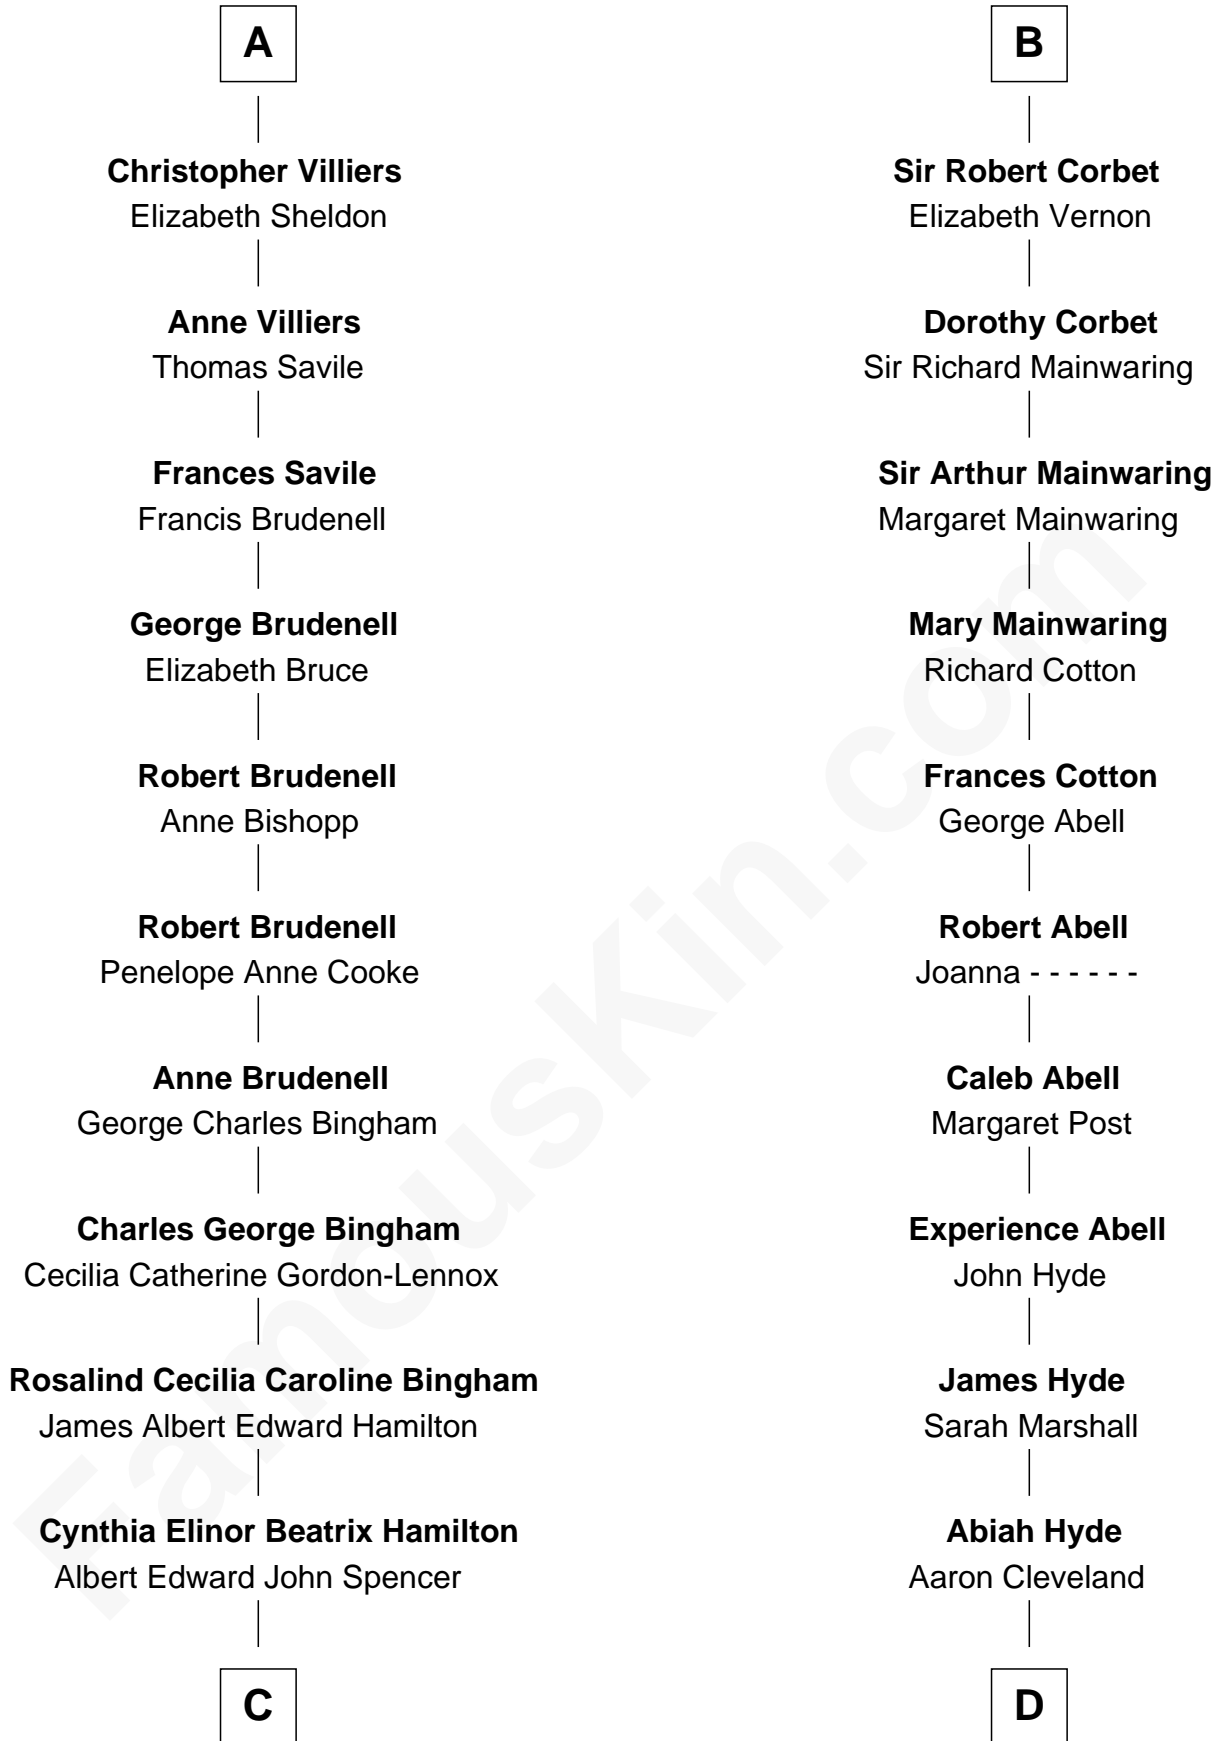 A
Christopher Villiers
Elizabeth Sheldon
Anne Villiers
Thomas Savile
Frances Savile
Francis Brudenell
George Brudenell
Elizabeth Bruce
Robert Brudenell
Anne Bishopp
Robert Brudenell
Penelope Anne Cooke
Anne Brudenell
George Charles Bingham
Charles George Bingham
Cecilia Catherine Gordon-Lennox
Rosalind Cecilia Caroline Bingham
James Albert Edward Hamilton
Cynthia Elinor Beatrix Hamilton
Albert Edward John Spencer
C
B
Sir Robert Corbet
Elizabeth Vernon
Dorothy Corbet
Sir Richard Mainwaring
Sir Arthur Mainwaring
Margaret Mainwaring
Mary Mainwaring
Richard Cotton
Frances Cotton
George Abell
Robert Abell
Joanna - - - - - -
Caleb Abell
Margaret Post
Experience Abell
John Hyde
James Hyde
Sarah Marshall
Abiah Hyde
Aaron Cleveland
D
FamousKin.com